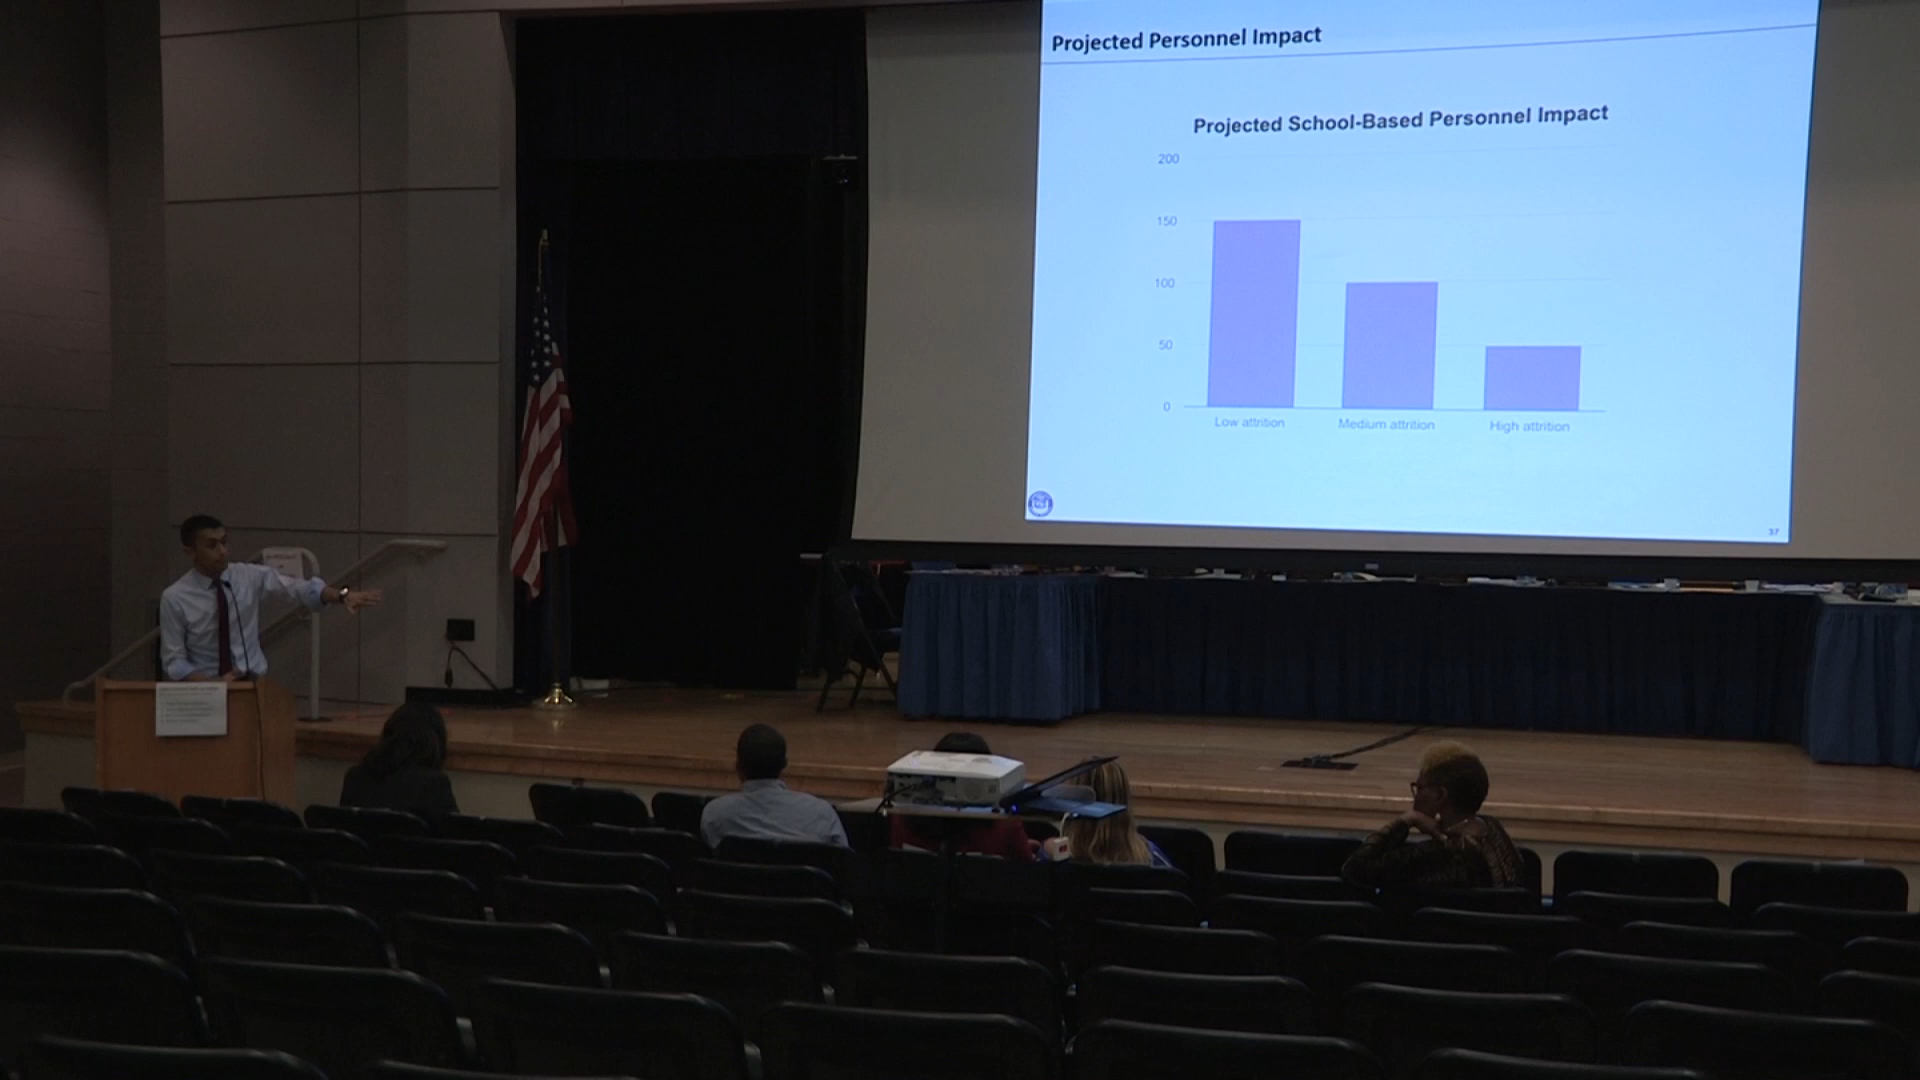 Projected Personnel Impact
Projected School-Based Personnel Impact
200
150
100
50
0
Low attrition
Medium attrition
High attrition
37